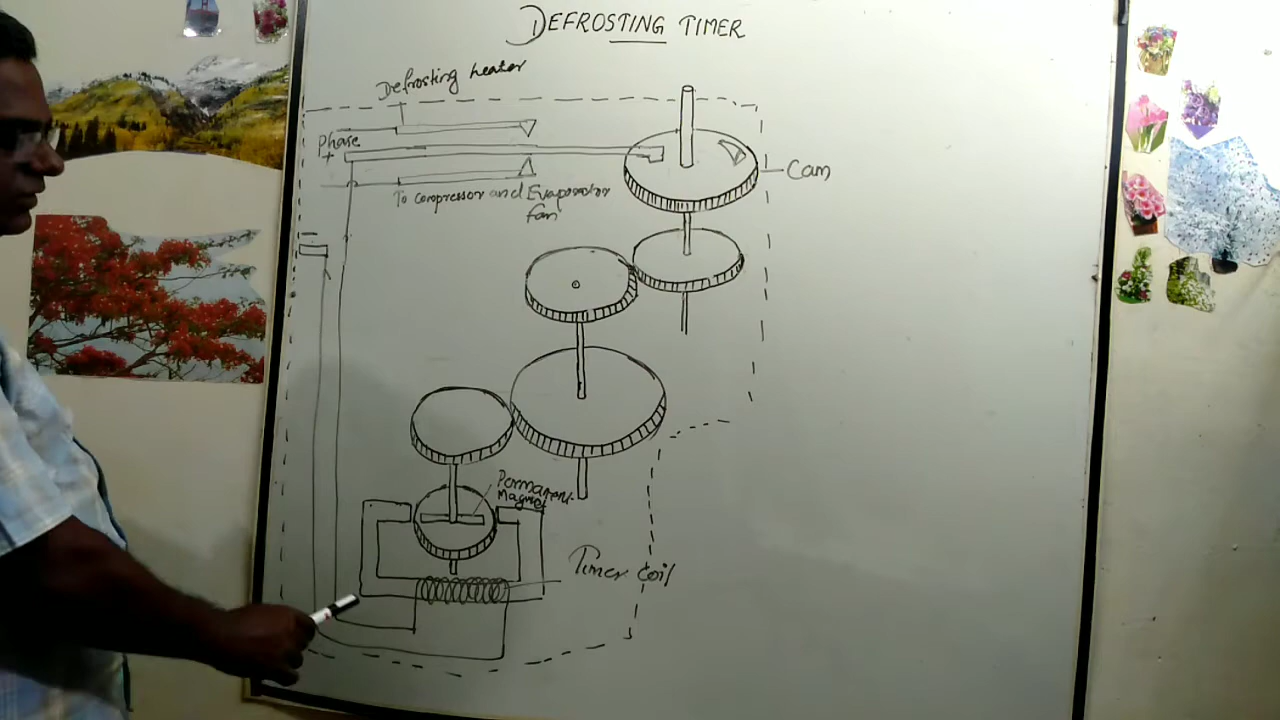 DEFROSTING TIMER
Defrosting heater
Phase
Cam
To compressor and Evaporator
fan
Permanent
Magnet
Timer coil